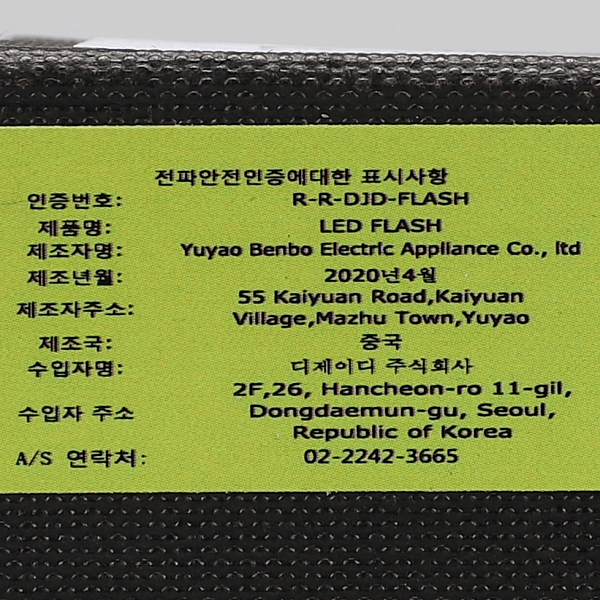 전파안전인증에대한 표시사항
인증번호: R-R-DJD-FLASH
제품명: LED FLASH
제조자명: Yuyao Benbo Electric Appliance Co., ltd
제조년월: 2020년4월
제조자주소: 55 Kaiyuan Road,Kaiyuan
Village,Mazhu Town,Yuyao
제조국: 중국
수입자명: 디제이디 주식회사
2F,26, Hancheon-ro 11-gil,
수입자 주소 Dongdaemun-gu, Seoul,
Republic of Korea
A/S 연락처: 02-2242-3665